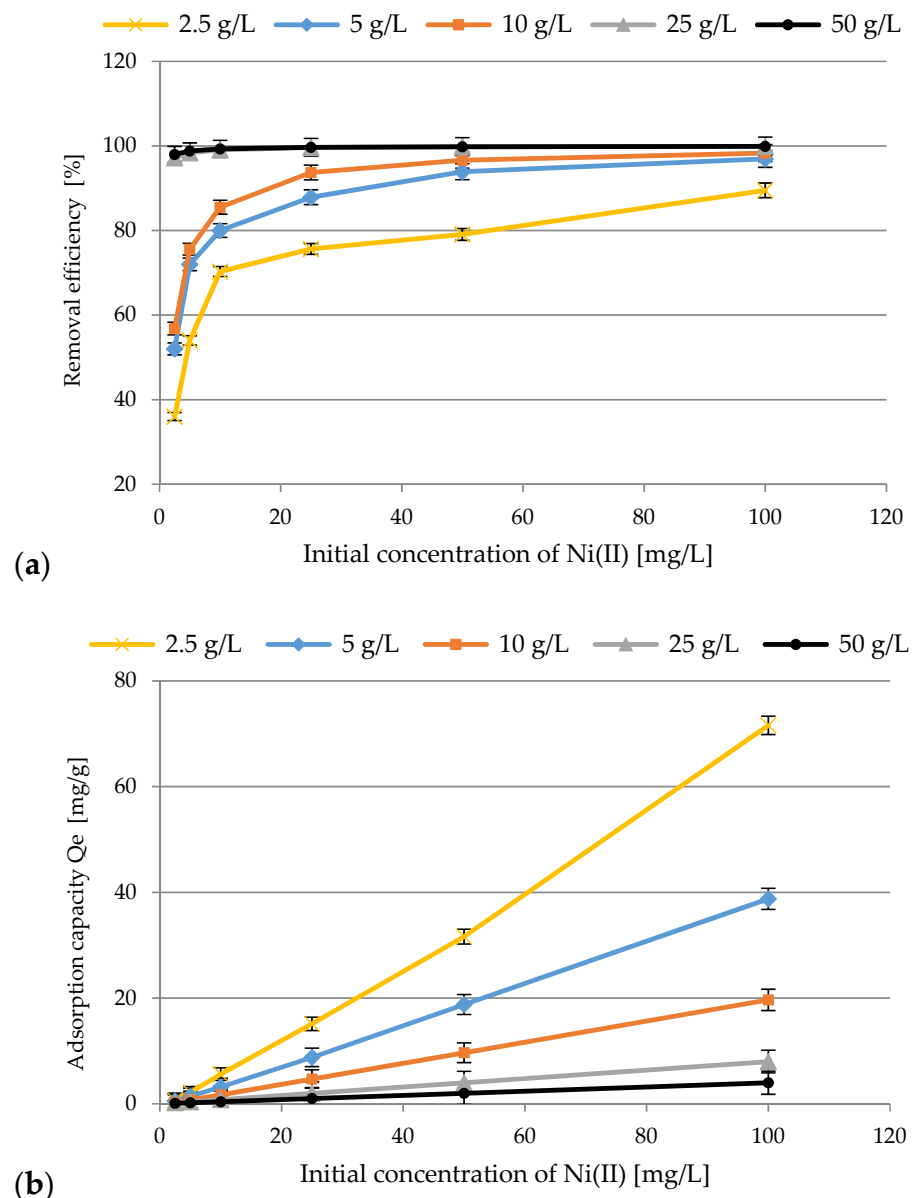 2.5 g/L 5 g/L 10 g/L 25 g/L 50 g/L
120
100
80
60
40
20
Removal efficiency [%]
0 20 40 60 80 100 120
Initial concentration of Ni(II) [mg/L]
(a)
2.5 g/L 5 g/L 10 g/L 25 g/L 50 g/L
80
60
40
20
0
Adsorption capacity Qe [mg/g]
0 20 40 60 80 100 120
Initial concentration of Ni(II) [mg/L]
(b)